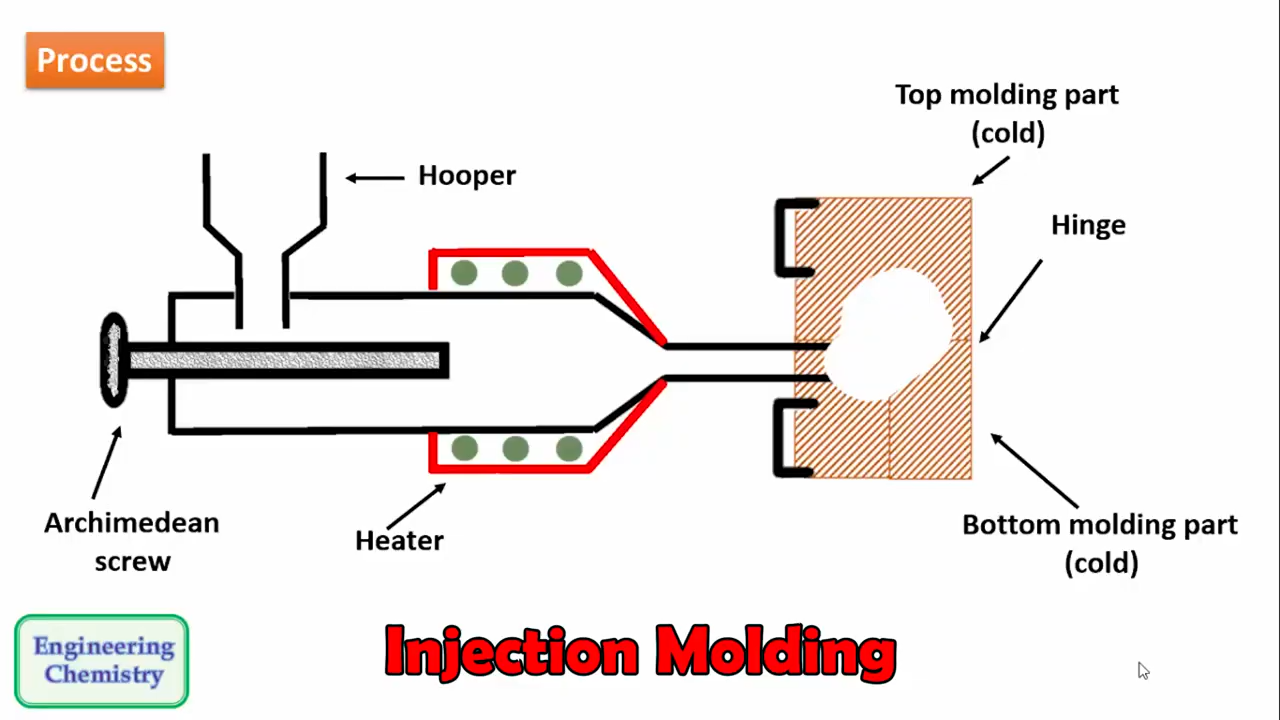 Process
Top molding part
(cold)
Hooper
Hinge
Archimedean
screw
Heater
Bottom molding part
(cold)
Engineering
Chemistry
Injection Molding